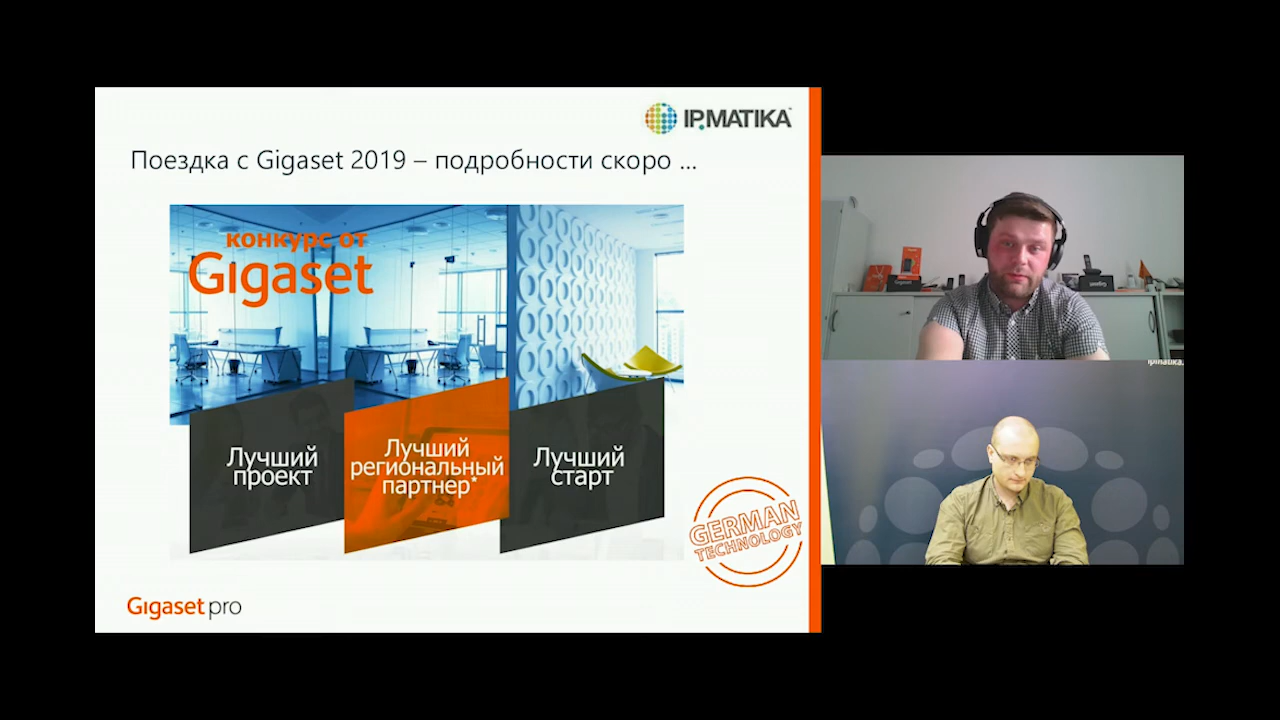 IP.MATIKA
Поездка с Gigaset 2019 – подробности скоро ...
конкурс от
Gigaset
Лучший
проект
Лучший
региональный
партнер*
Лучший
старт
GERMAN
TECHNOLOGY
Gigaset pro